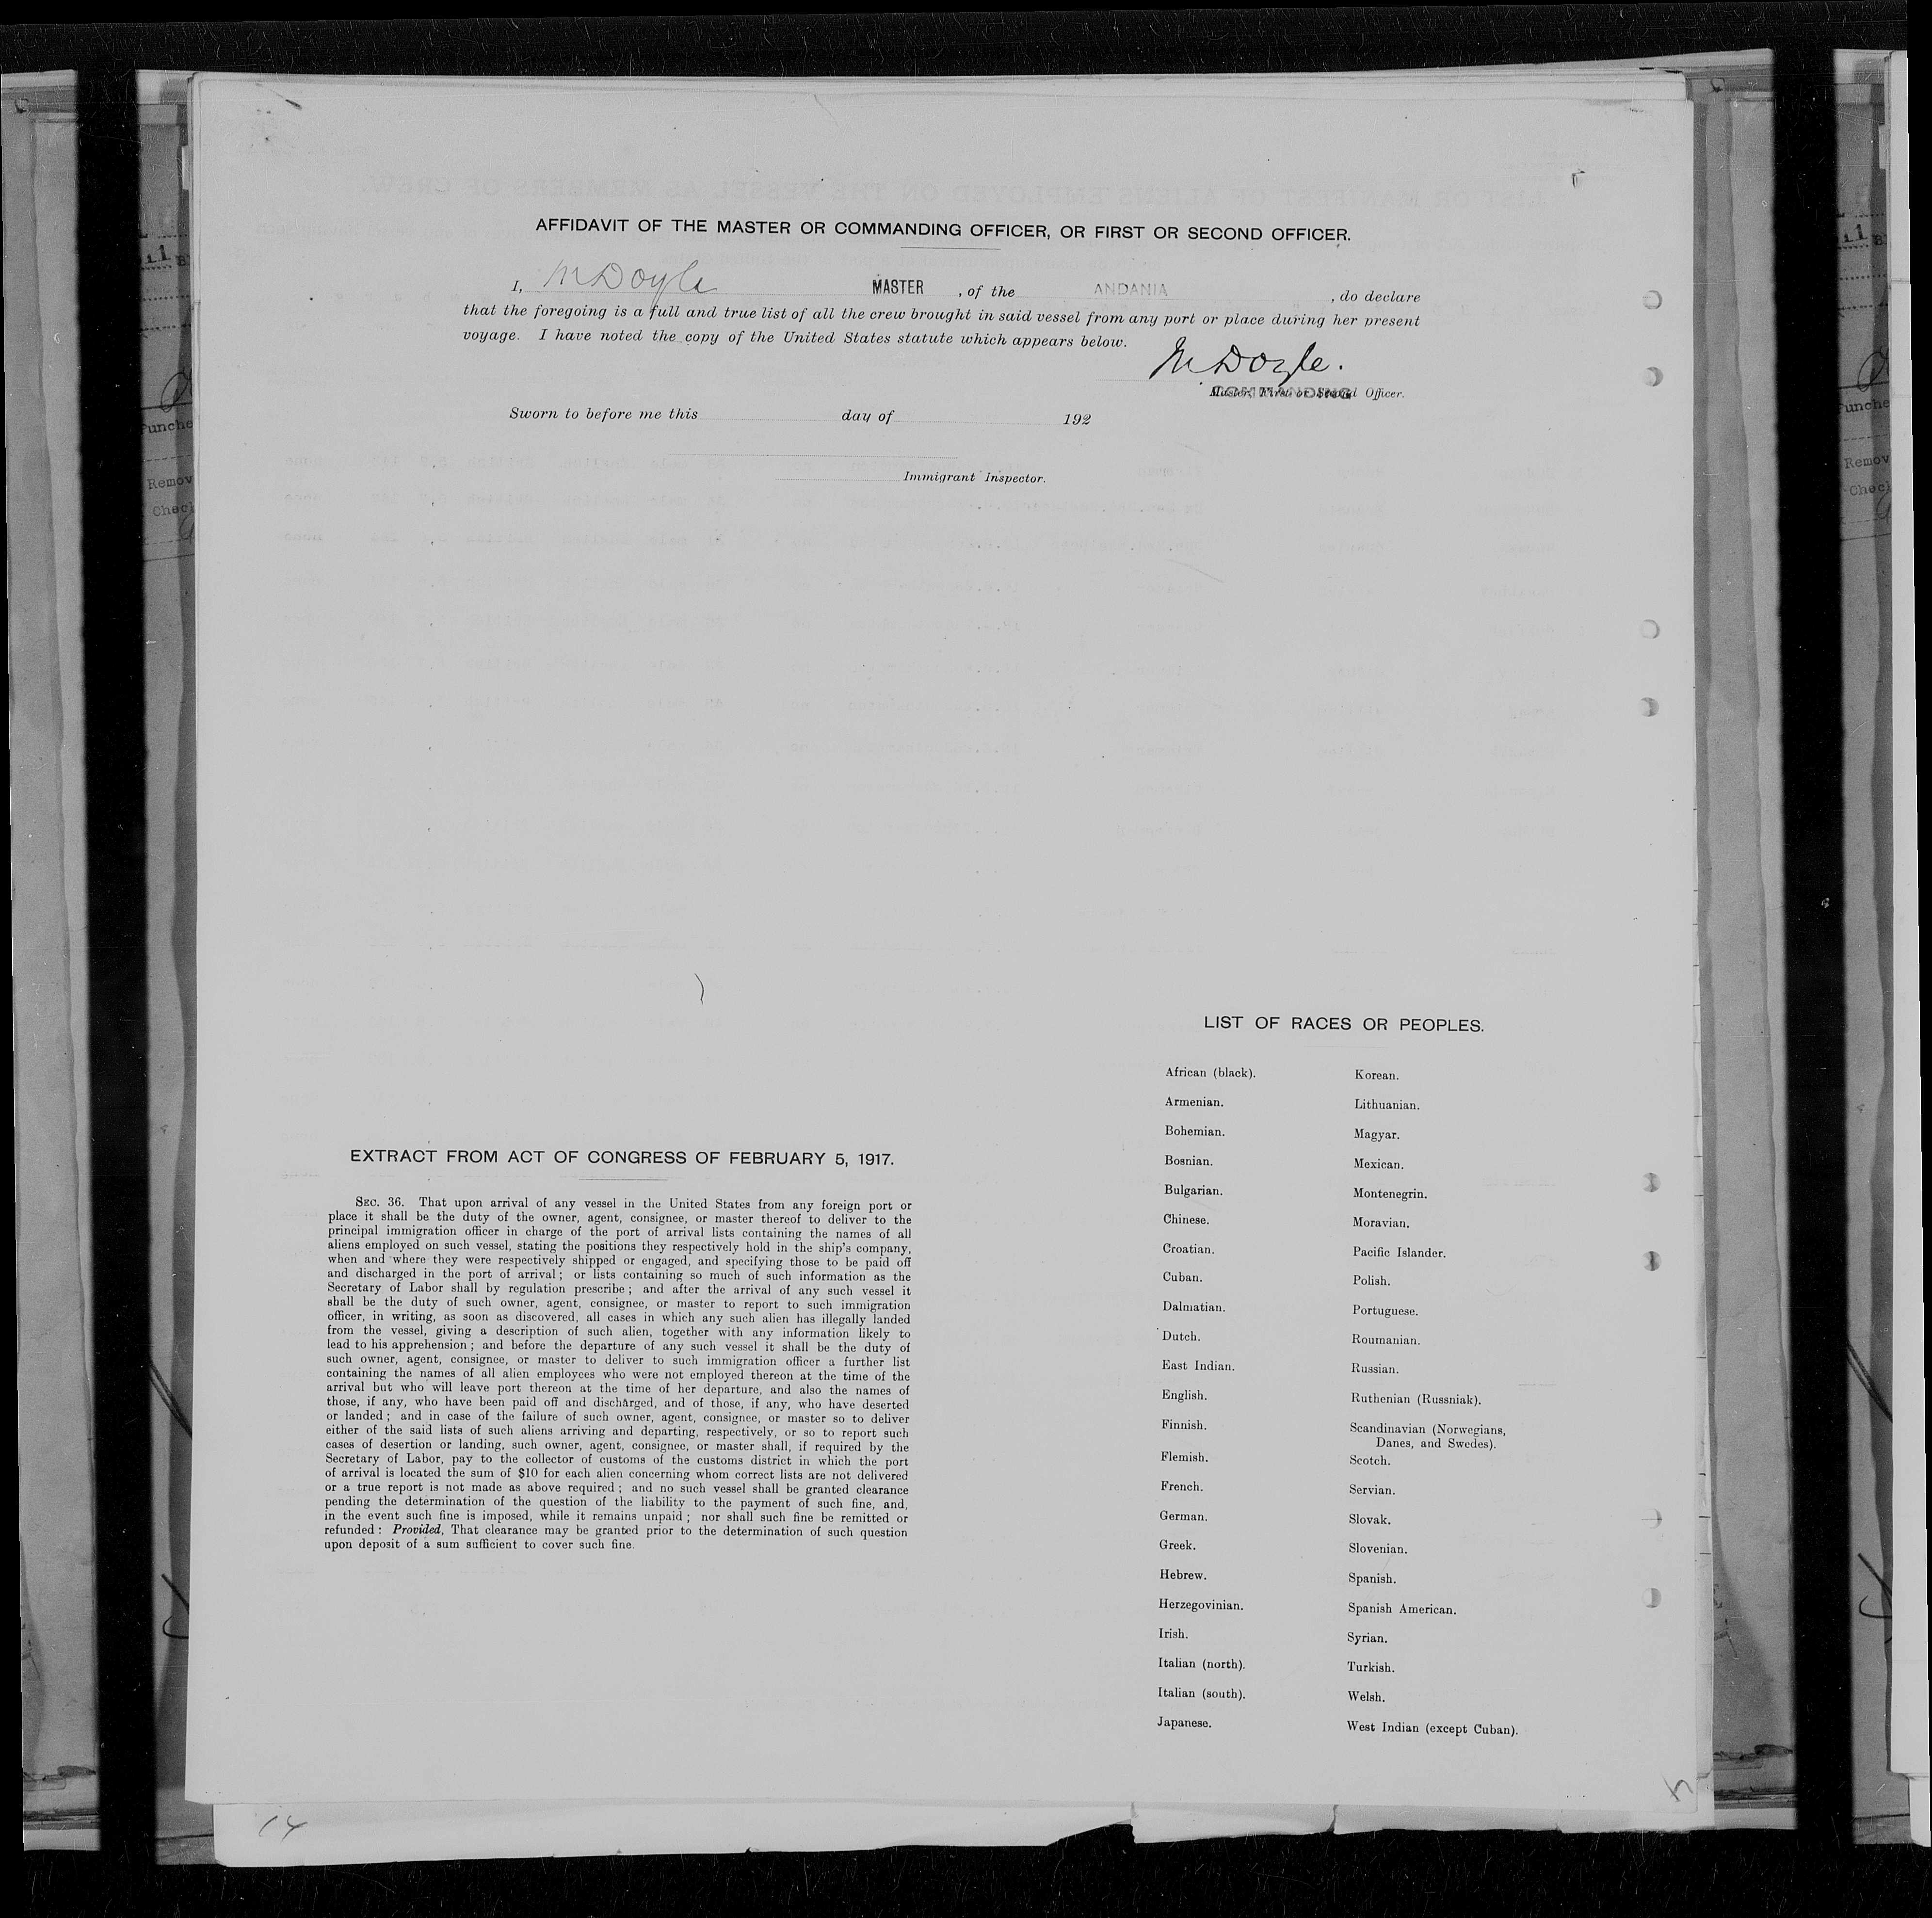 AFFIDAVIT OF THE MASTER OR COMMANDING OFFICER, OR FIRST OR SECOND OFFICER.
I, M Doyle MASTER , of the ANDANIA , do declare
that the foregoing is a full and true list of all the crew brought in said vessel from any port or place during her present
voyage. I have noted the copy of the United States statute which appears below.
M Doyle.
COMMANDING Officer.
Sworn to before me this day of 192
Immigrant Inspector.
LIST OF RACES OR PEOPLES.
African (black). Korean.
Armenian. Lithuanian.
Bohemian. Magyar.
Bosnian. Mexican.
Bulgarian. Montenegrin.
Chinese. Moravian.
Croatian. Pacific Islander.
Cuban. Polish.
Dalmatian. Portuguese.
Dutch. Roumanian.
East Indian. Russian.
English. Ruthenian (Russniak).
Finnish. Scandinavian (Norwegians,
Danes, and Swedes).
Flemish. Scotch.
French. Servian.
German. Slovak.
Greek. Slovenian.
Hebrew. Spanish.
Herzegovinian. Spanish American.
Irish. Syrian.
Italian (north). Turkish.
Italian (south). Welsh.
Japanese. West Indian (except Cuban).
EXTRACT FROM ACT OF CONGRESS OF FEBRUARY 5, 1917.
SEC. 36. That upon arrival of any vessel in the United States from any foreign port or
place it shall be the duty of the owner, agent, consignee, or master thereof to deliver to the
principal immigration officer in charge of the port of arrival lists containing the names of all
aliens employed on such vessel, stating the positions they respectively hold in the ship's company,
when and where they were respectively shipped or engaged, and specifying those to be paid off
and discharged in the port of arrival; or lists containing so much of such information as the
Secretary of Labor shall by regulation prescribe; and after the arrival of any such vessel it
shall be the duty of such owner, agent, consignee, or master to report to such immigration
officer, in writing, as soon as discovered, all cases in which any such alien has illegally landed
from the vessel, giving a description of such alien, together with any information likely to
lead to his apprehension; and before the departure of any such vessel it shall be the duty of
such owner, agent, consignee, or master to deliver to such immigration officer a further list
containing the names of all alien employees who were not employed thereon at the time of the
arrival but who will leave port thereon at the time of her departure, and also the names of
those, if any, who have been paid off and discharged, and of those, if any, who have deserted
or landed; and in case of the failure of such owner, agent, consignee, or master so to deliver
either of the said lists of such aliens arriving and departing, respectively, or so to report such
cases of desertion or landing, such owner, agent, consignee, or master shall, if required by the
Secretary of Labor, pay to the collector of customs of the customs district in which the port
of arrival is located the sum of $10 for each alien concerning whom correct lists are not delivered
or a true report is not made as above required; and no such vessel shall be granted clearance
pending the determination of the question of the liability to the payment of such fine, and,
in the event such fine is imposed, while it remains unpaid; nor shall such fine be remitted or
refunded: Provided, That clearance may be granted prior to the determination of such question
upon deposit of a sum sufficient to cover such fine.
14